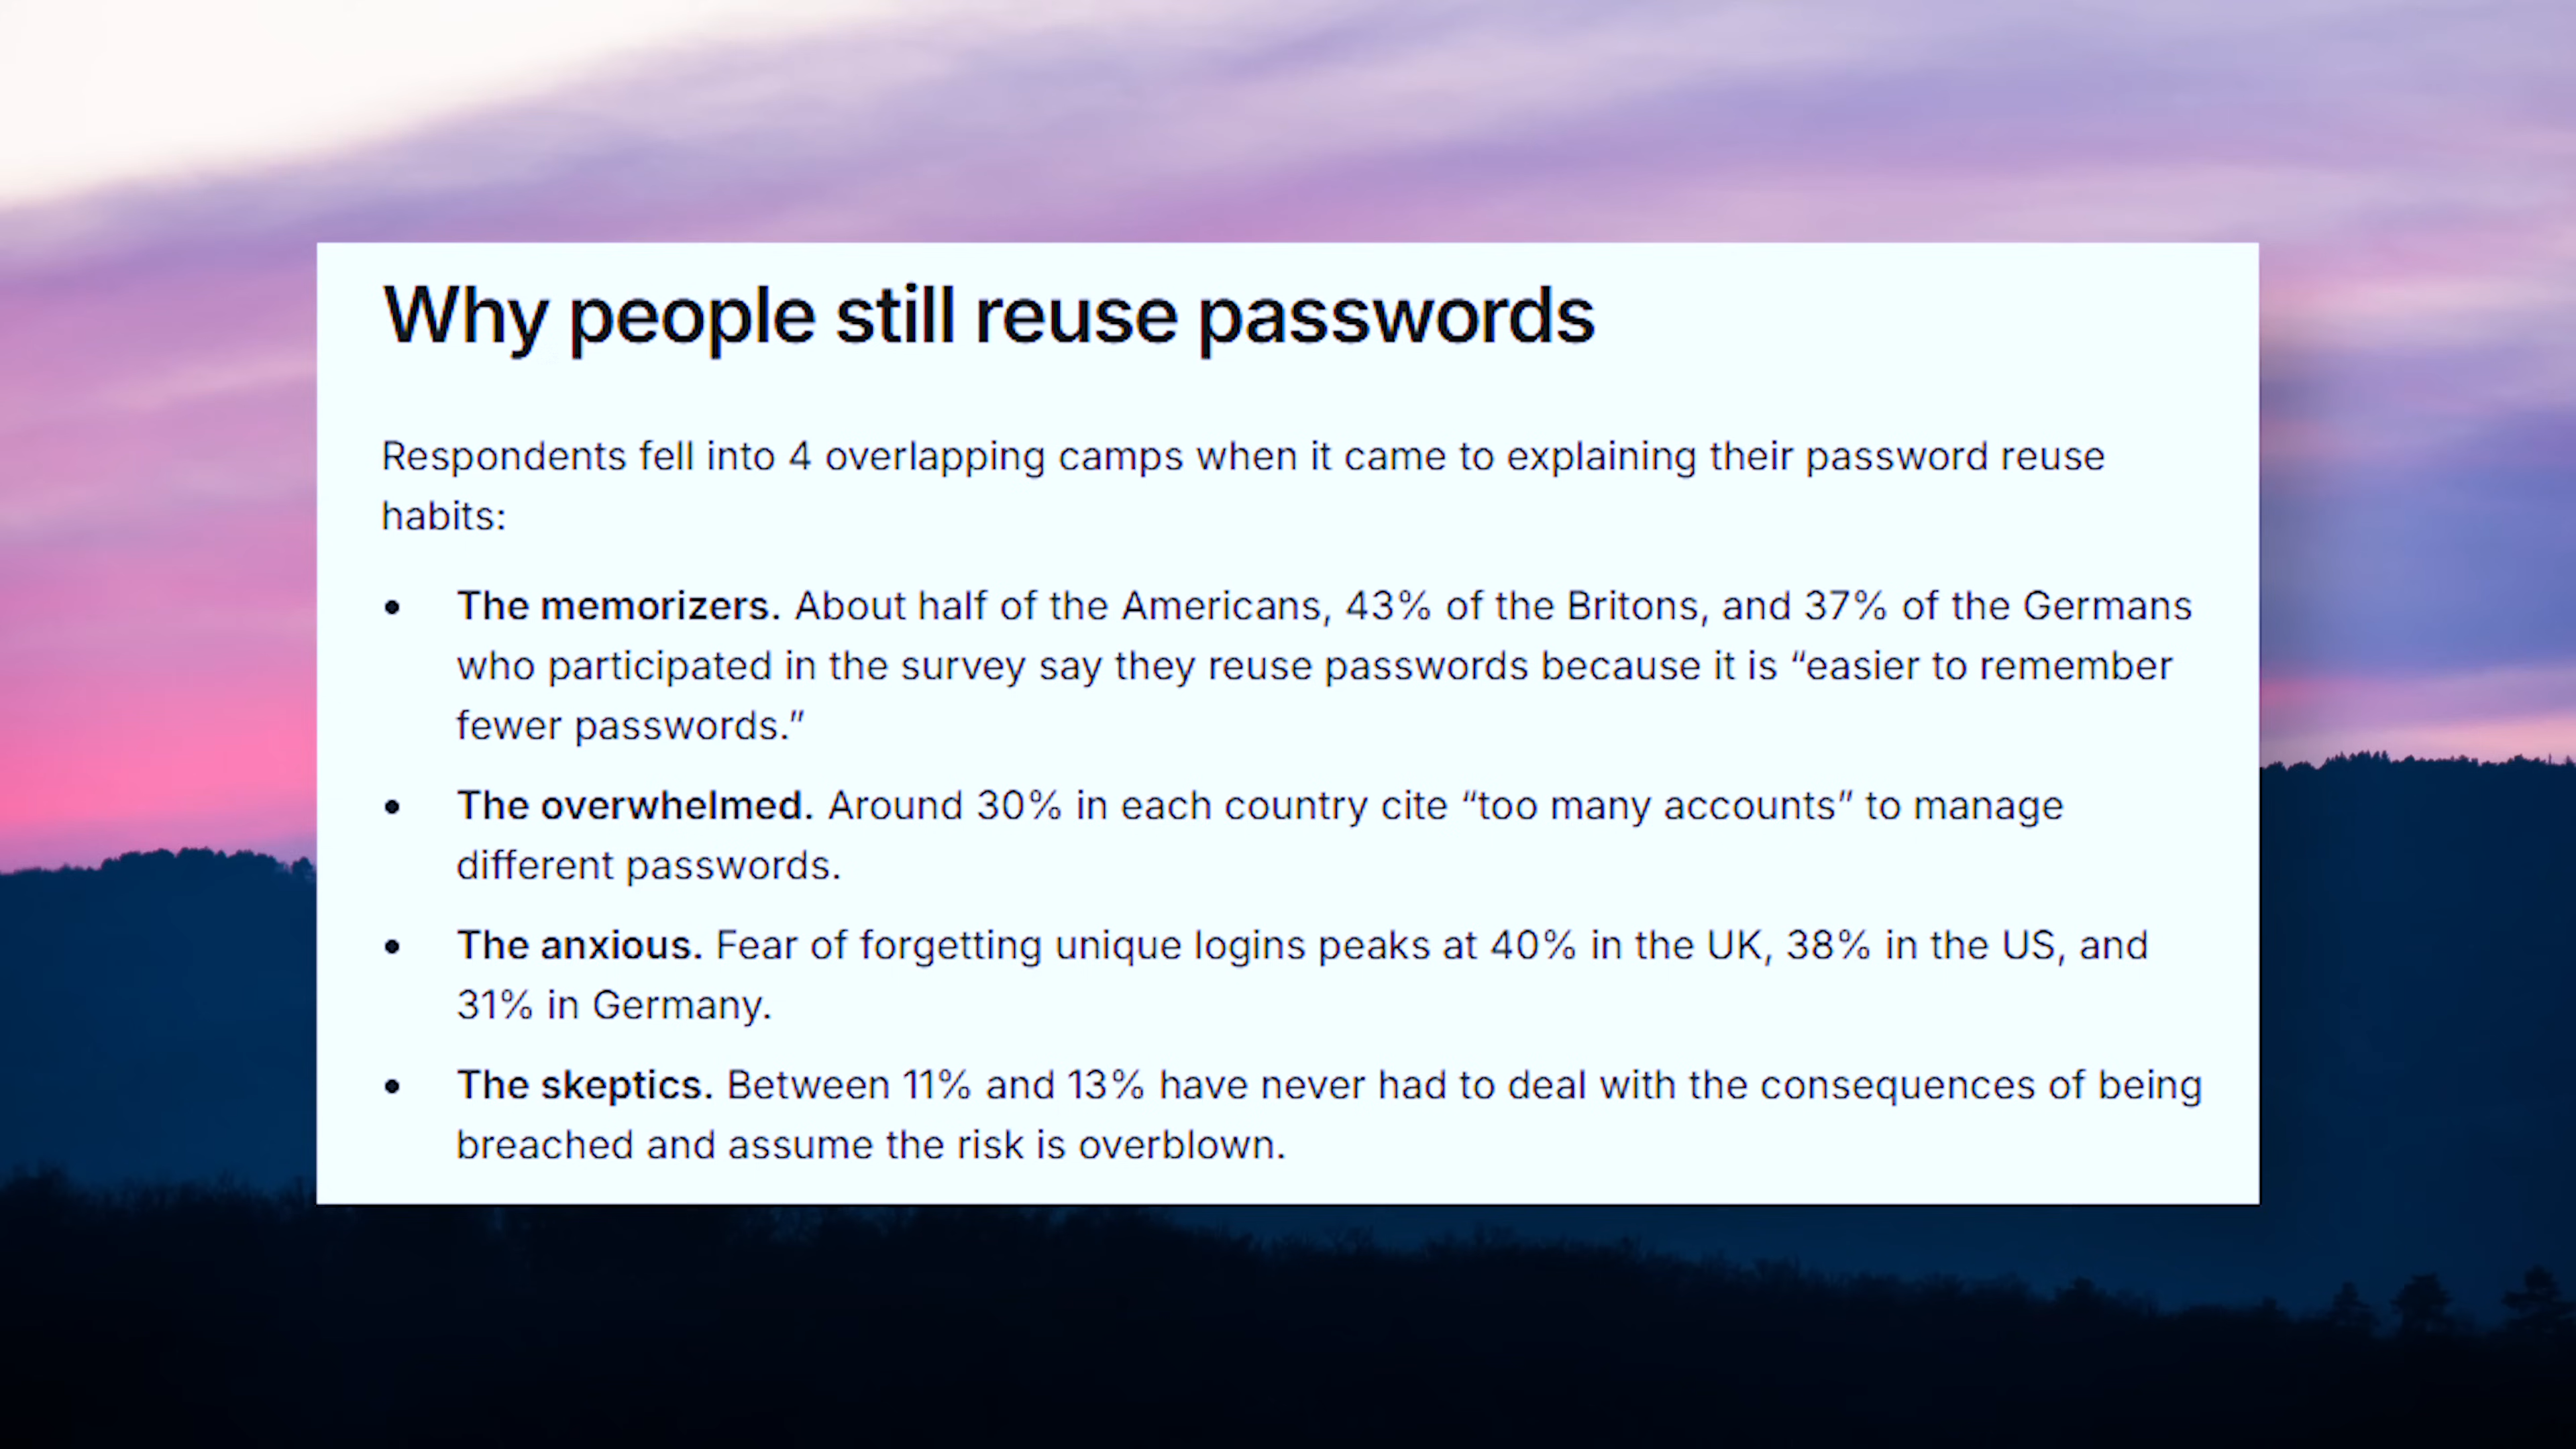 Why people still reuse passwords
Respondents fell into 4 overlapping camps when it came to explaining their password reuse
habits:
• The memorizers. About half of the Americans, 43% of the Britons, and 37% of the Germans
who participated in the survey say they reuse passwords because it is “easier to remember
fewer passwords.”
• The overwhelmed. Around 30% in each country cite “too many accounts” to manage
different passwords.
• The anxious. Fear of forgetting unique logins peaks at 40% in the UK, 38% in the US, and
31% in Germany.
• The skeptics. Between 11% and 13% have never had to deal with the consequences of being
breached and assume the risk is overblown.